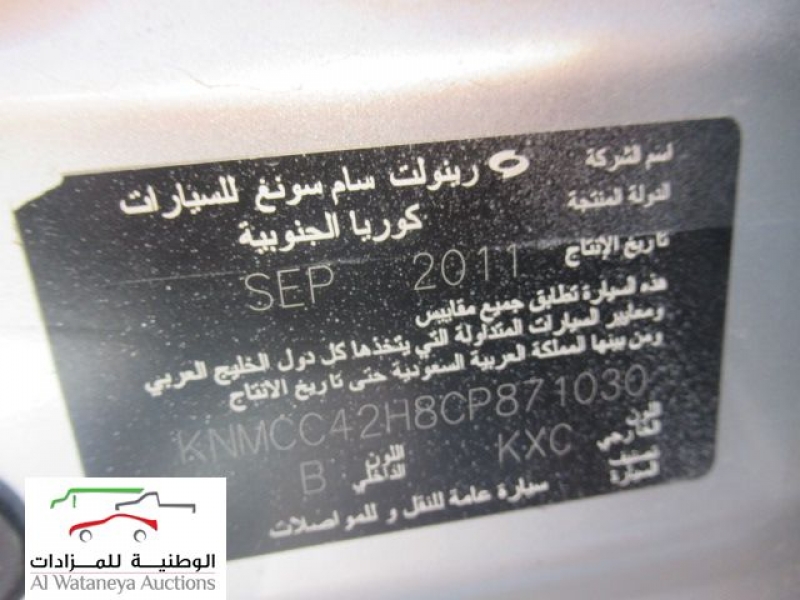 اسم الشركة رينولت سام سونغ للسيارات
الدولة المنتجة كوريا الجنوبية
تاريخ الإنتاج SEP 2011
هذه السيارة تطابق جميع مقاييس
ومعايير السيارات المتداولة التي يتخذها كل دول الخليج العربي
ومن بينها المملكة العربية السعودية حتى تاريخ الانتاج
KNMCC42H8CP871030
اللون الخارجي KXC اللون الداخلي B
تصنيف السيارة سيارة عامة للنقل و للمواصلات
الوطنية للمزادات
Al Wataneya Auctions